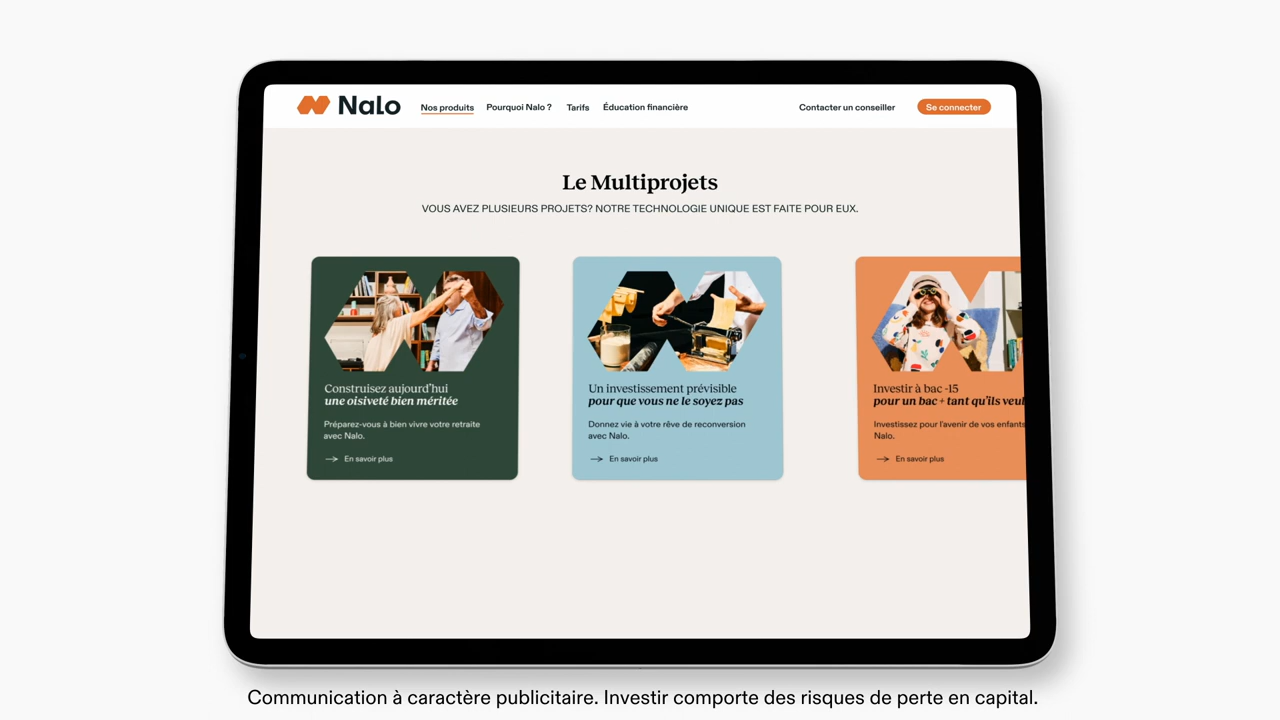 Nalo
Nos produits
Pourquoi Nalo ?
Tarifs
Éducation financière
Contacter un conseiller
Se connecter
Le Multiprojets
VOUS AVEZ PLUSIEURS PROJETS? NOTRE TECHNOLOGIE UNIQUE EST FAITE POUR EUX.
Construisez aujourd'hui
une oisiveté bien méritée
Préparez-vous à bien vivre votre retraite
avec Nalo.
En savoir plus
Un investissement prévisible
pour que vous ne le soyez pas
Donnez vie à votre rêve de reconversion
avec Nalo.
En savoir plus
Investir à bac -15
pour un bac + tant qu'ils
Investissez pour l'avenir de vos enfants
Nalo.
En savoir plus
Communication à caractère publicitaire. Investir comporte des risques de perte en capital.